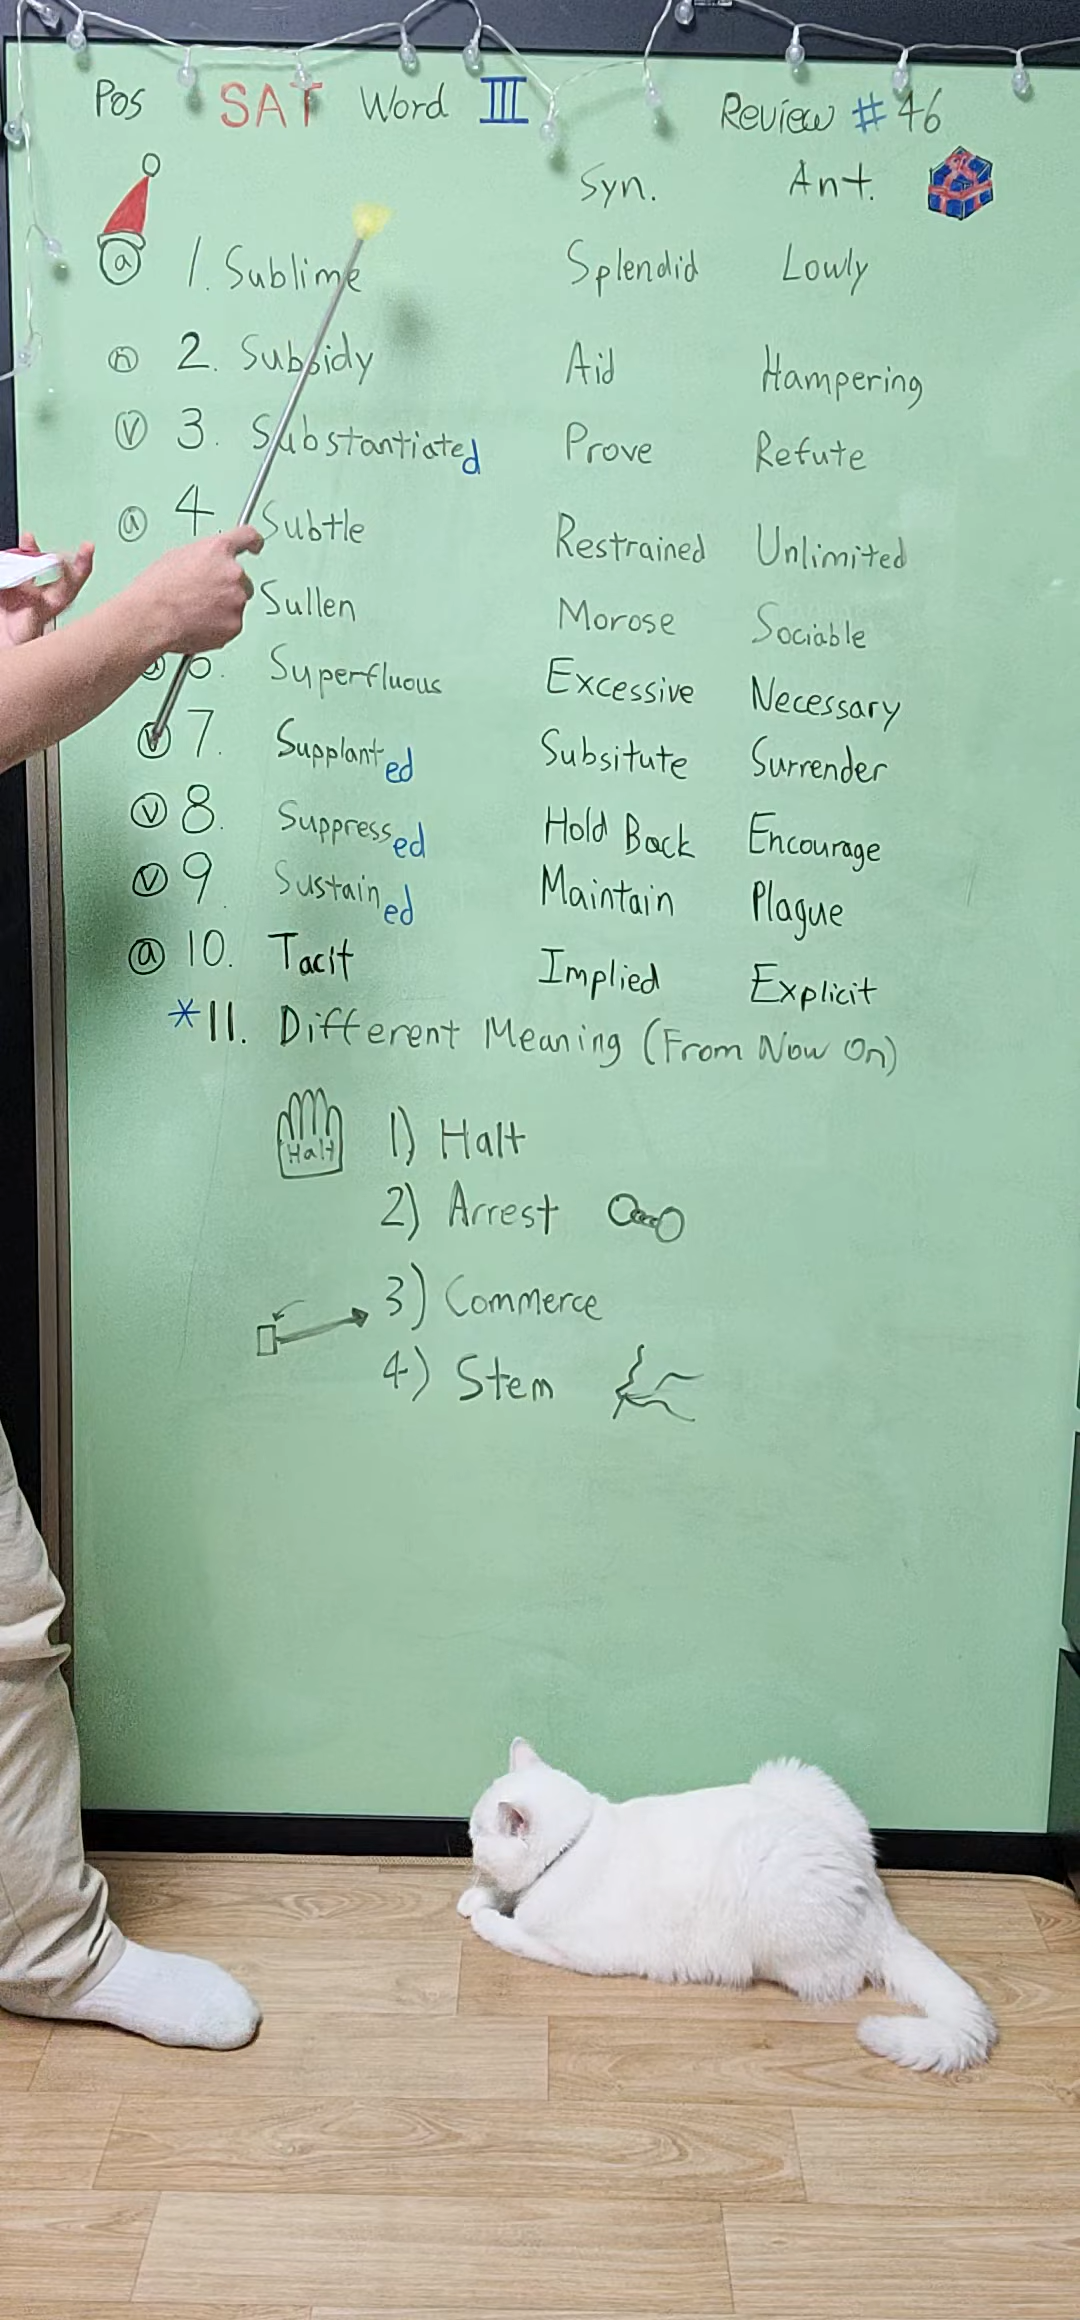 Pos SAT Word III Review #46
Syn. Ant.
ⓐ 1. Sublime Splendid Lowly
ⓝ 2. Subsidy Aid Hampering
Ⓥ 3. Substantiated Prove Refute
ⓐ 4. Subtle Restrained Unlimited
Sullen Morose Sociable
ⓐ 6. Superfluous Excessive Necessary
Ⓥ 7. Supplanted Subsitute Surrender
Ⓥ 8. Suppressed Hold Back Encourage
Ⓥ 9. Sustained Maintain Plague
ⓐ 10. Tacit Implied Explicit
*11. Different Meaning (From Now On)
Halt 1) Halt
2) Arrest
3) Commerce
4) Stem